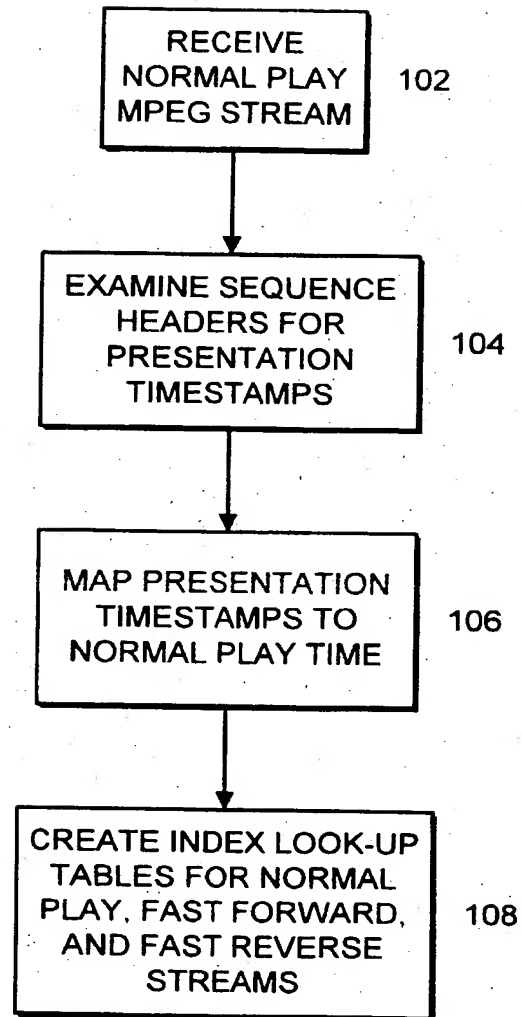 RECEIVE
NORMAL PLAY
MPEG STREAM
102
EXAMINE SEQUENCE
HEADERS FOR
PRESENTATION
TIMESTAMPS
104
MAP PRESENTATION
TIMESTAMPS TO
NORMAL PLAY TIME
106
CREATE INDEX LOOK-UP
TABLES FOR NORMAL
PLAY, FAST FORWARD,
AND FAST REVERSE
STREAMS
108